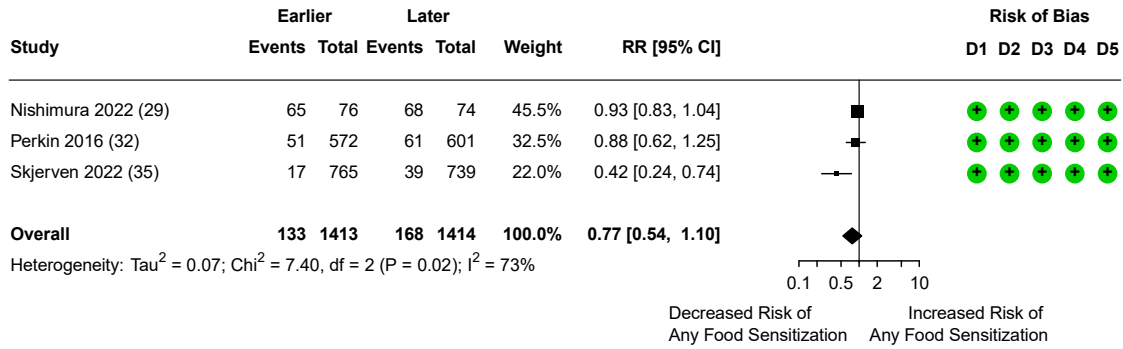 Earlier Later Risk of Bias
Study Events Total Events Total Weight RR [95% CI] D1 D2 D3 D4 D5
Nishimura 2022 (29) 65 76 68 74 45.5% 0.93 [0.83, 1.04] + + + + +
Perkin 2016 (32) 51 572 61 601 32.5% 0.88 [0.62, 1.25] + + + + +
Skjerven 2022 (35) 17 765 39 739 22.0% 0.42 [0.24, 0.74] + + + + +
Overall 133 1413 168 1414 100.0% 0.77 [0.54, 1.10]
Heterogeneity: Tau² = 0.07; Chi² = 7.40, df = 2 (P = 0.02); I² = 73%
0.1 0.5 2 10
Decreased Risk of Increased Risk of
Any Food Sensitization Any Food Sensitization